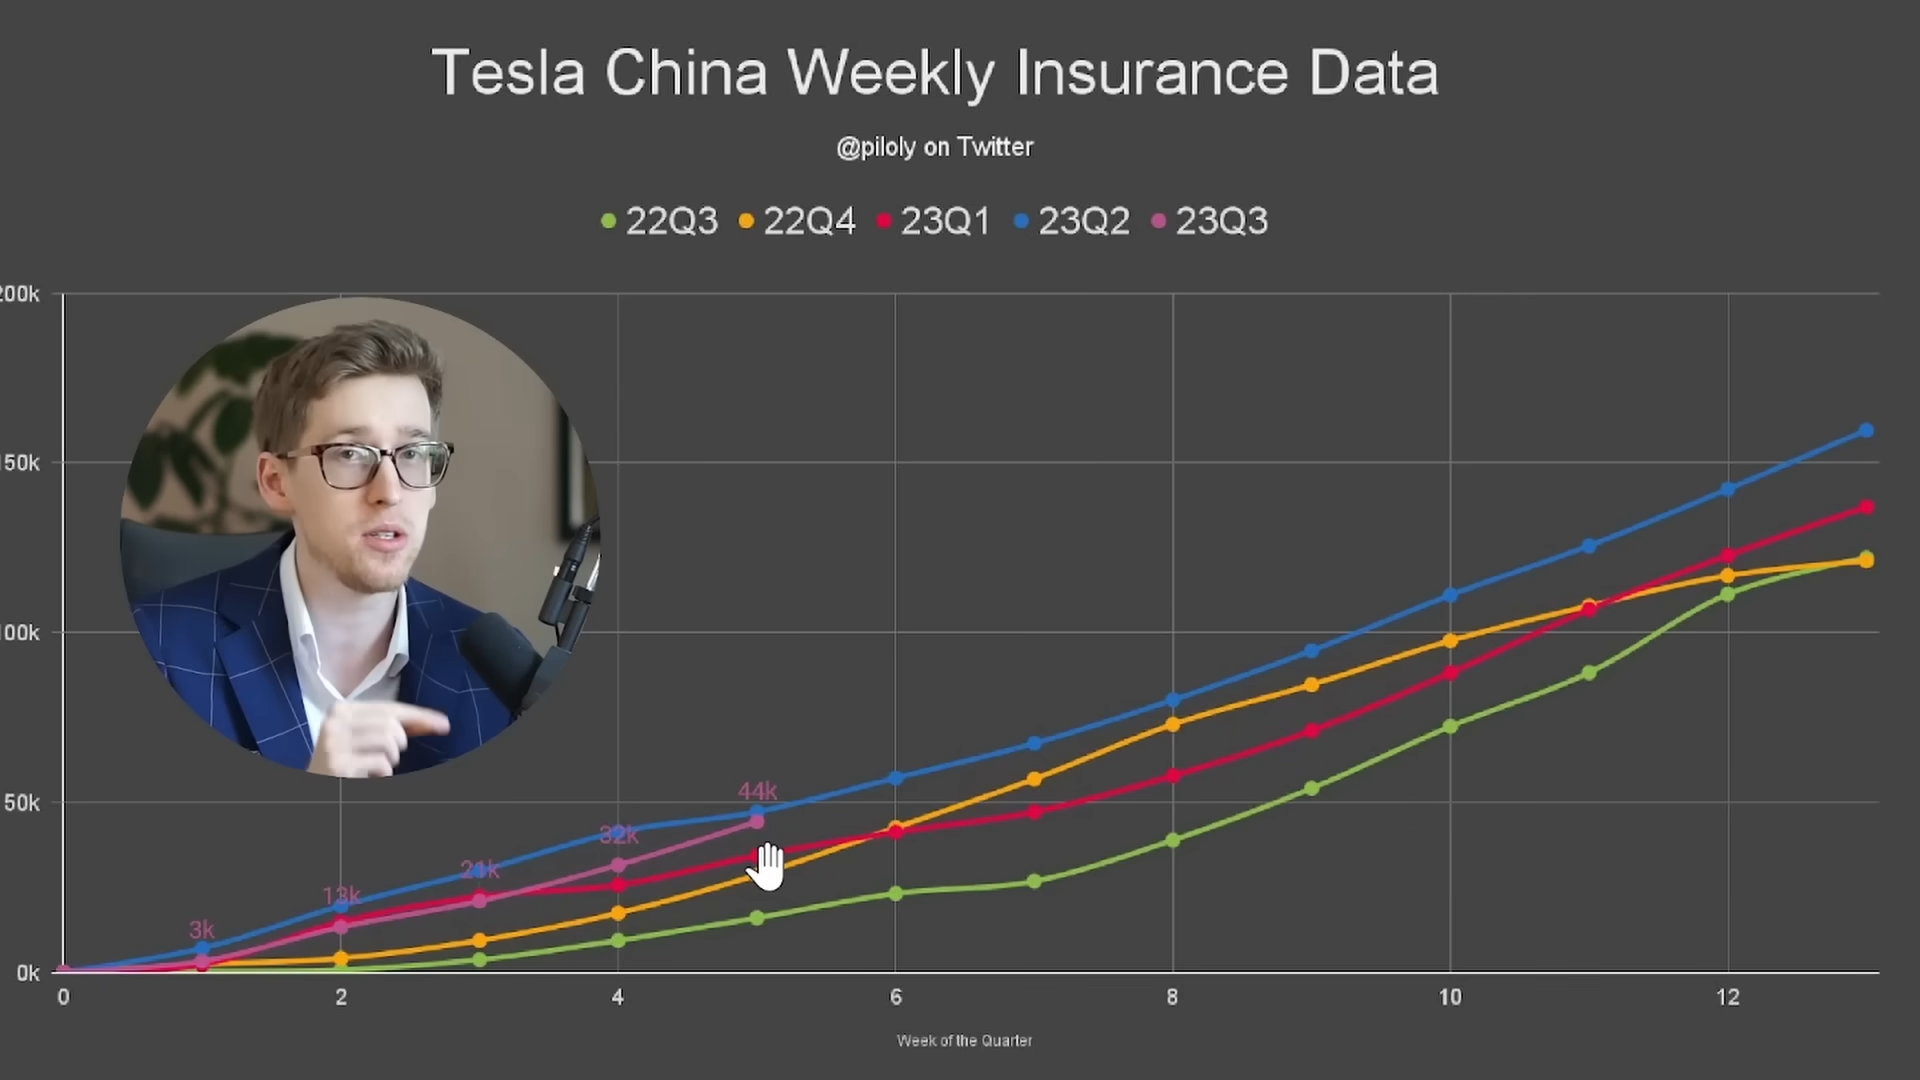 Tesla China Weekly Insurance Data
@piloly on Twitter
22Q3 22Q4 23Q1 23Q2 23Q3
200k
150k
100k
50k
0k
44k
32k
21k
13k
3k
0 2 4 6 8 10 12
Week of the Quarter